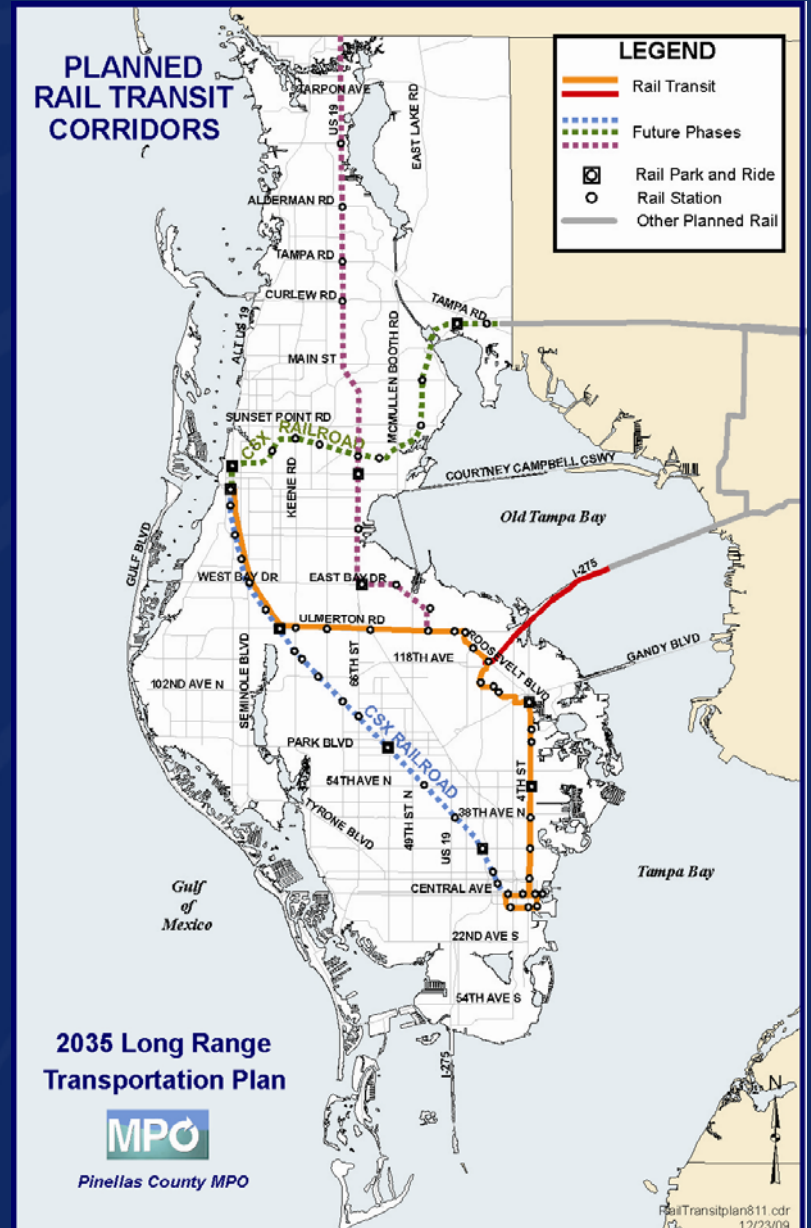 PLANNED
RAIL TRANSIT
CORRIDORS
LEGEND
Rail Transit
Future Phases
Rail Park and Ride
Rail Station
Other Planned Rail
TARPON AVE
US 19
EAST LAKE RD
ALDERMAN RD
TAMPA RD
CURLEW RD
TAMPA RD
ALT US 19
MAIN ST
MCMULLEN BOOTH RD
SUNSET POINT RD
CSX RAILROAD
KEENE RD
COURTNEY CAMPBELL CSWY
Old Tampa Bay
GULF BLVD
WEST BAY DR
EAST BAY DR
I-275
ULMERTON RD
ROOSEVELT BLVD
GANDY BLVD
66TH ST
118TH AVE
SEMINOLE BLVD
102ND AVE N
CSX RAILROAD
PARK BLVD
4TH ST
54TH AVE N
49TH ST N
US 19
38TH AVE N
TYRONE BLVD
Tampa Bay
CENTRAL AVE
Gulf
of
Mexico
22ND AVE S
54TH AVE S
I-275
2035 Long Range
Transportation Plan
MPO
Pinellas County MPO
N
RailTransitplan811.cdr
12/23/09